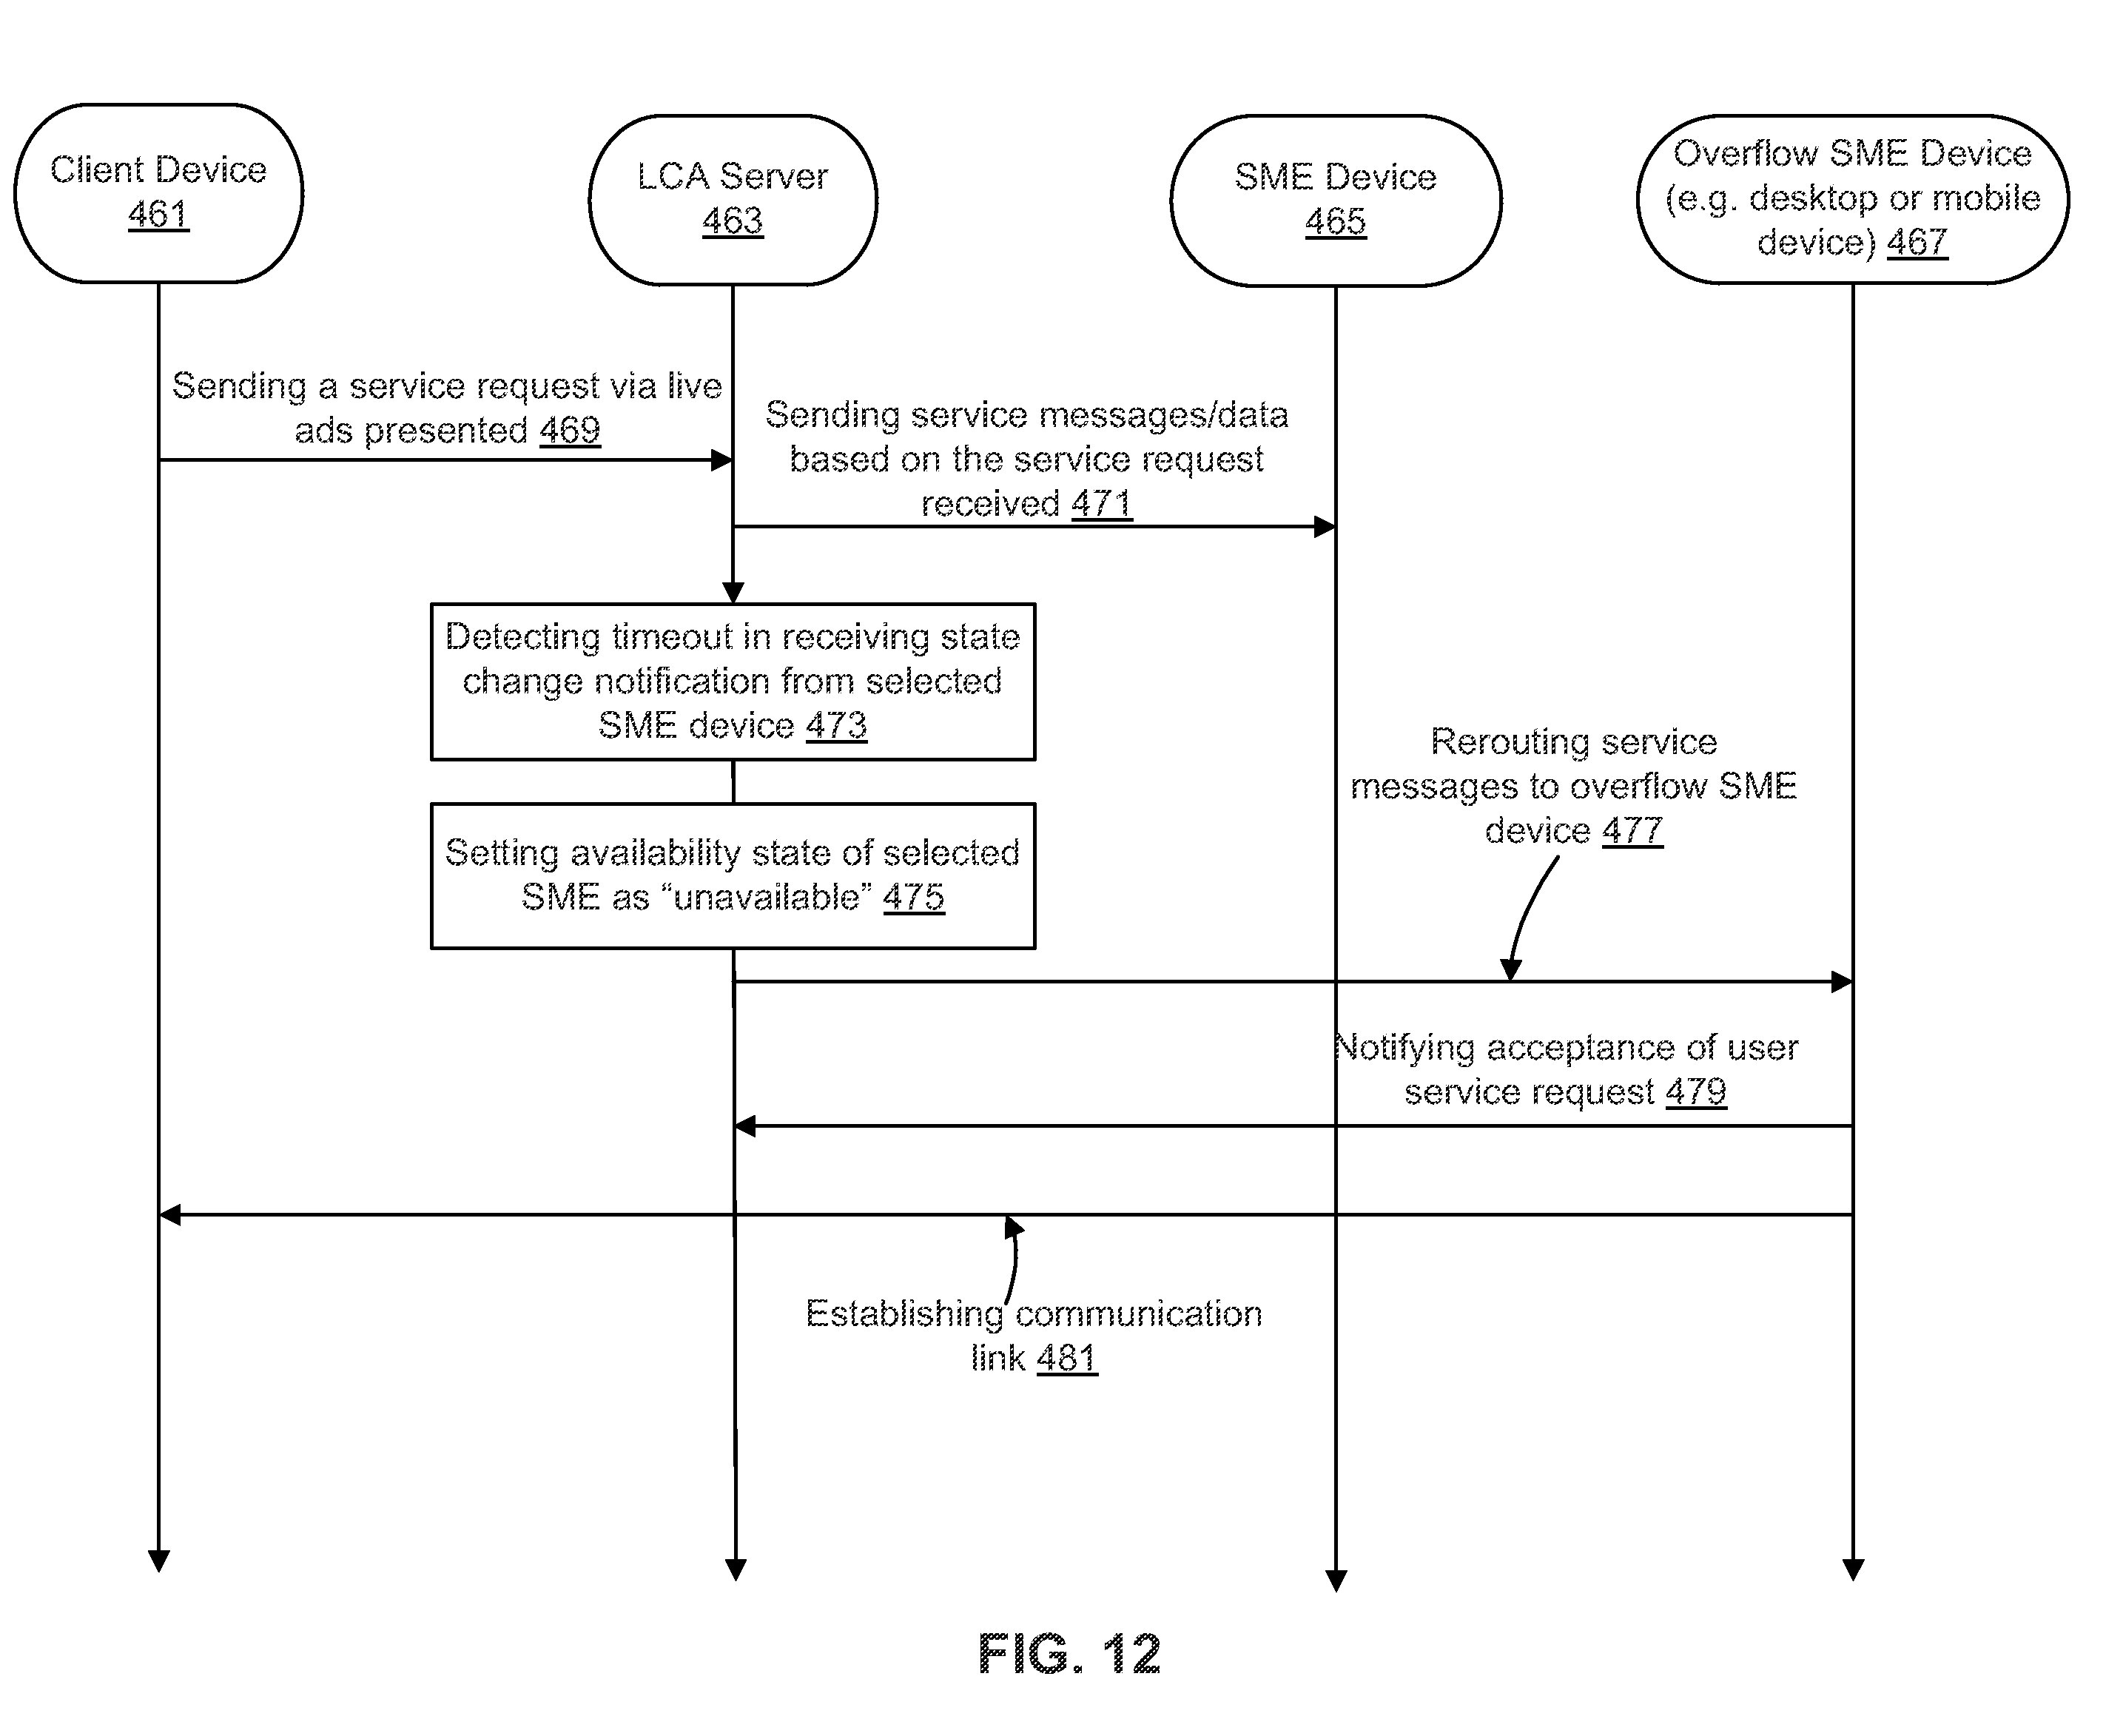 Client Device
461
LCA Server
463
SME Device
465
Overflow SME Device
(e.g. desktop or mobile
device) 467
Sending a service request via live
ads presented 469
Sending service messages/data
based on the service request
received 471
Detecting timeout in receiving state
change notification from selected
SME device 473
Rerouting service
messages to overflow SME
device 477
Setting availability state of selected
SME as “unavailable” 475
Notifying acceptance of user
service request 479
Establishing communication
link 481
FIG. 12